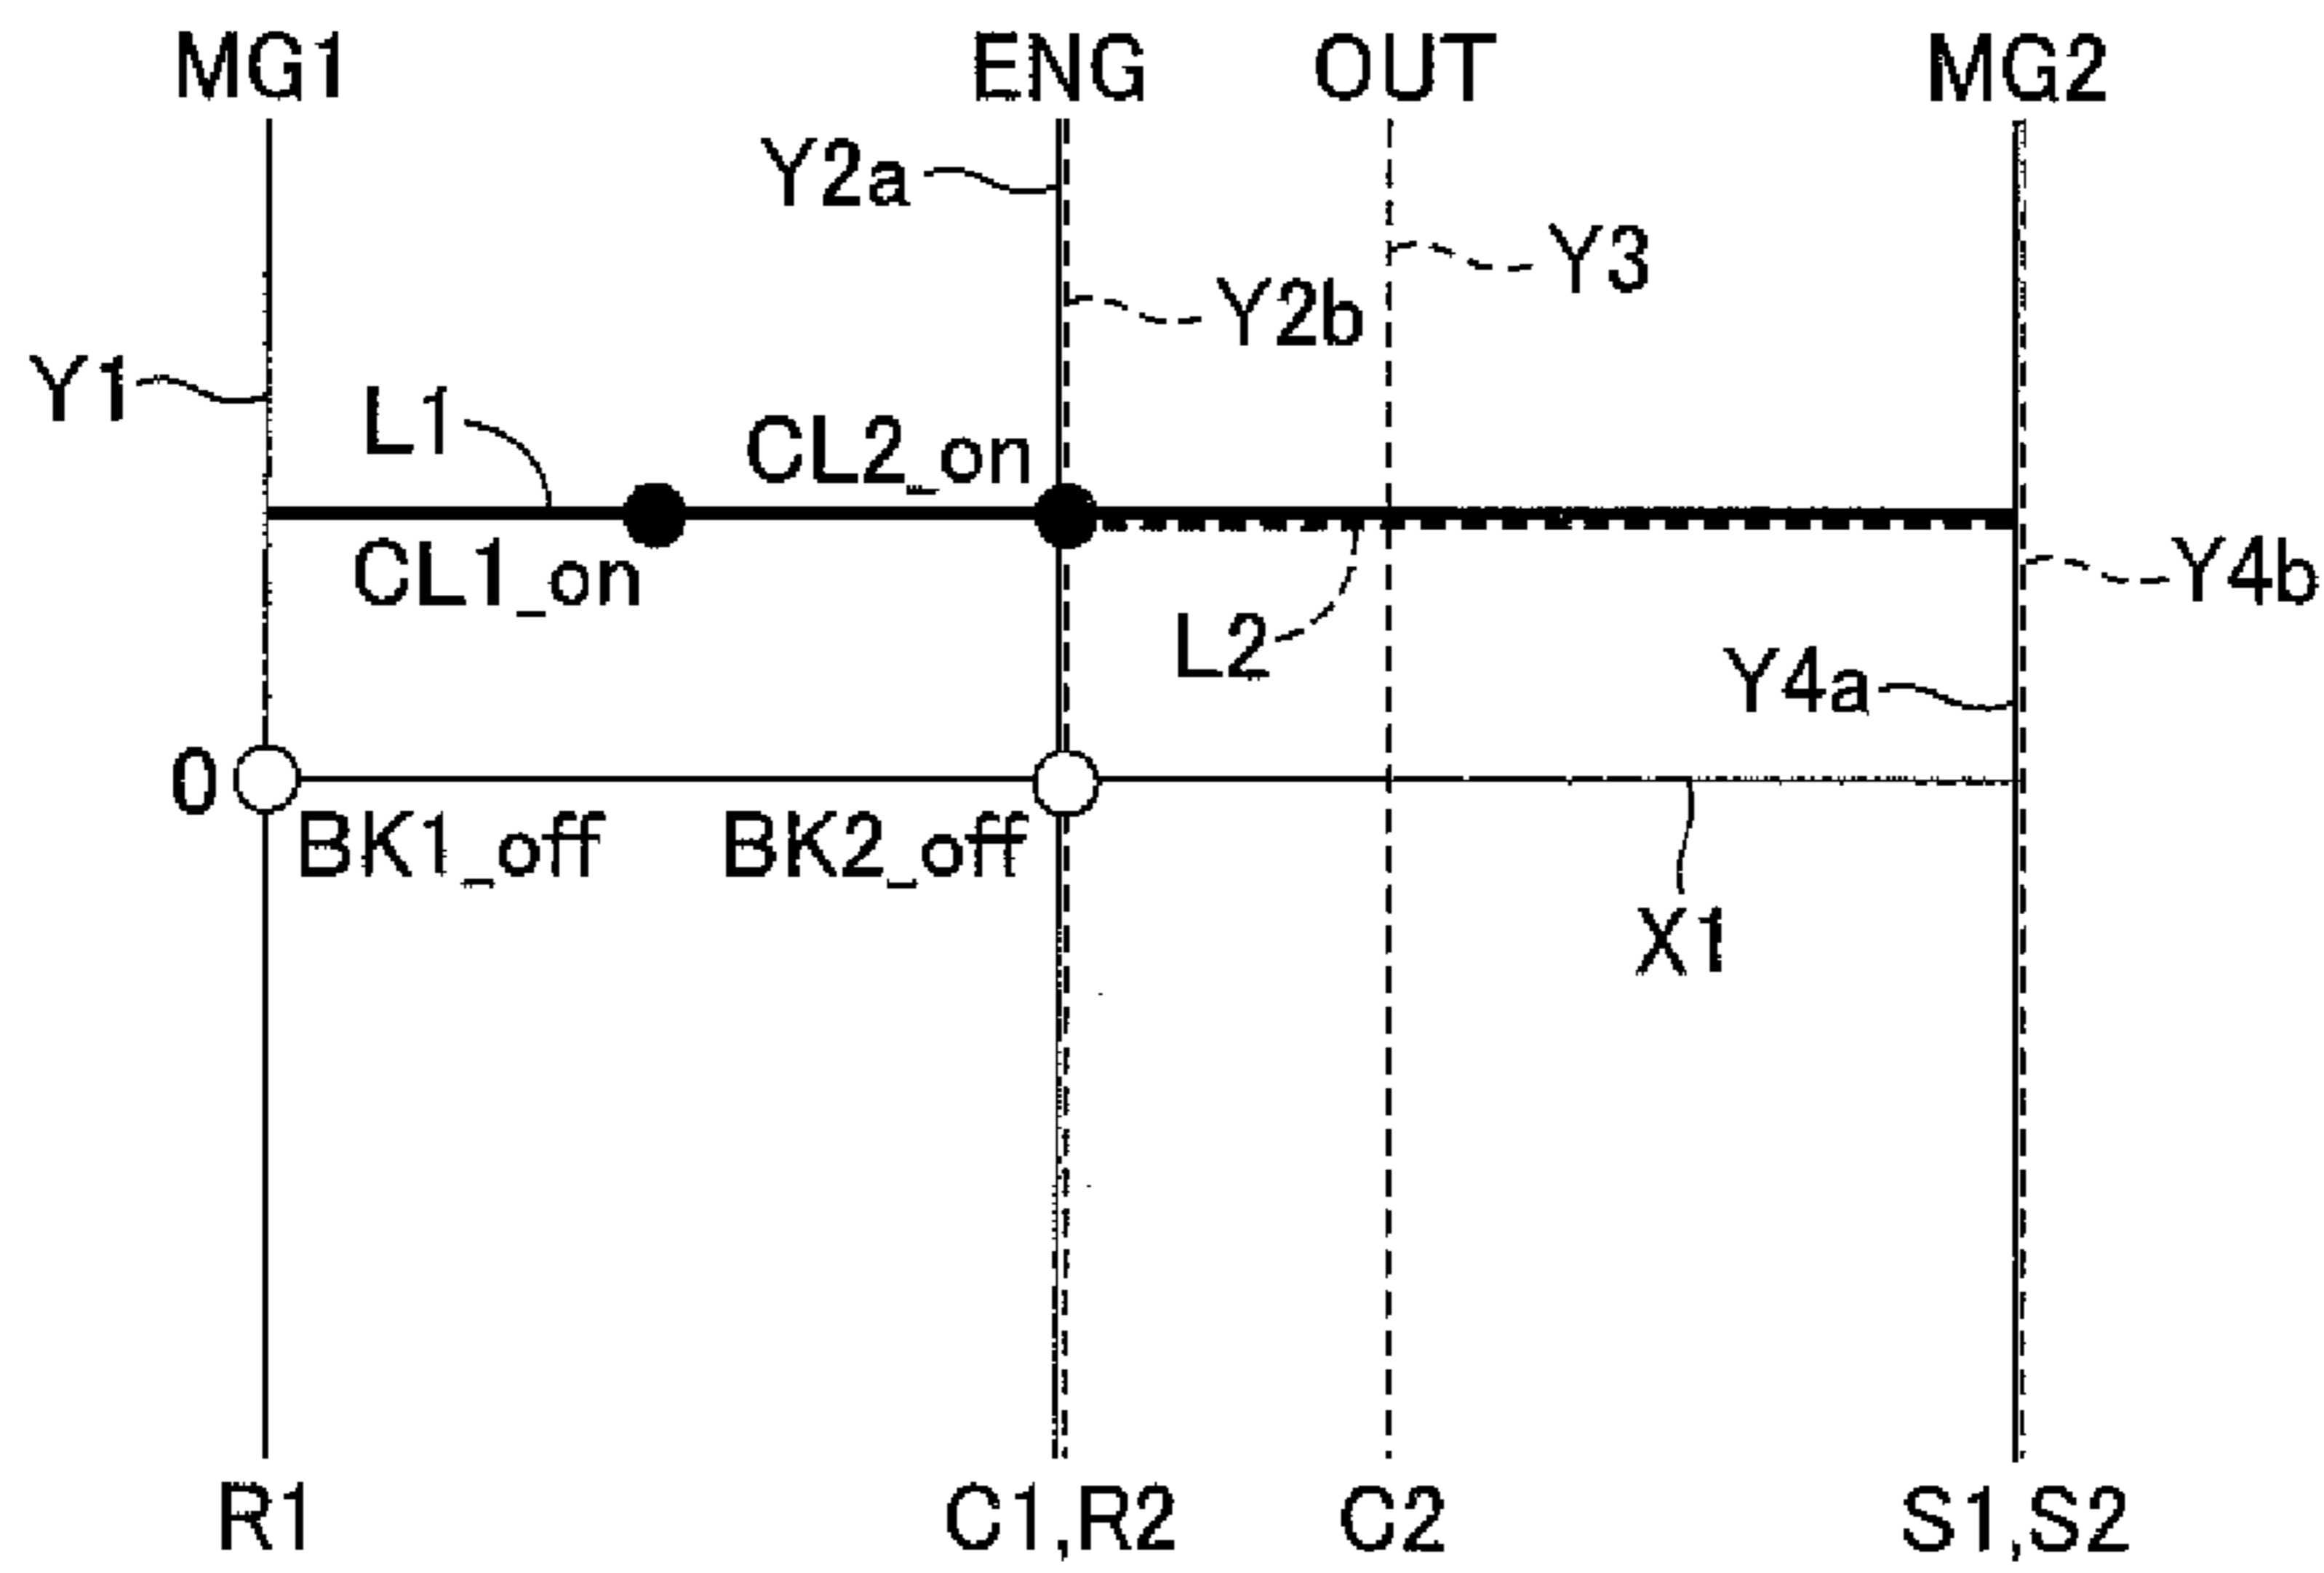 MG1 ENG OUT MG2
Y2a
Y3
Y2b
Y1
L1
CL2_on
CL1_on
Y4b
L2
Y4a
0
BK1_off BK2_off
X1
R1 C1,R2 C2 S1,S2